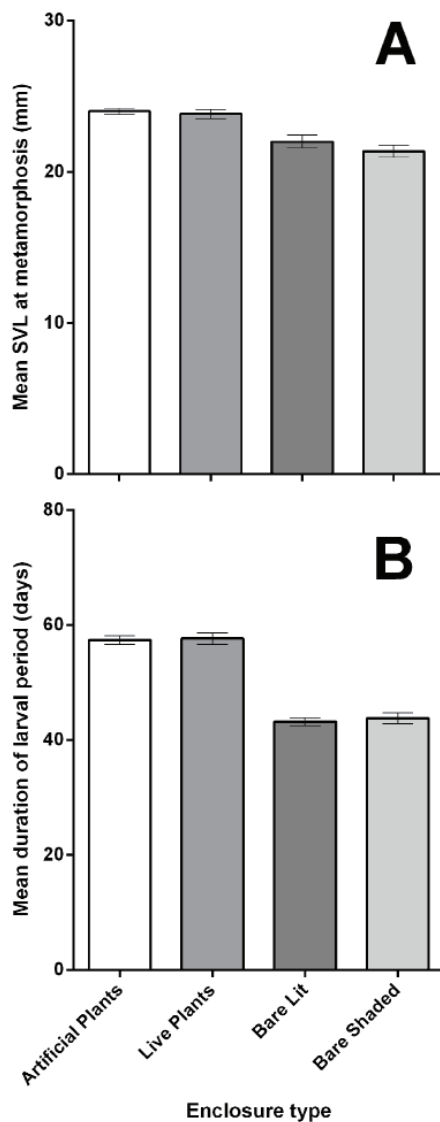 A
Mean SVL at metamorphosis (mm)
30
20
10
0
B
Mean duration of larval period (days)
80
60
40
20
0
Artificial Plants
Live Plants
Bare Lit
Bare Shaded
Enclosure type